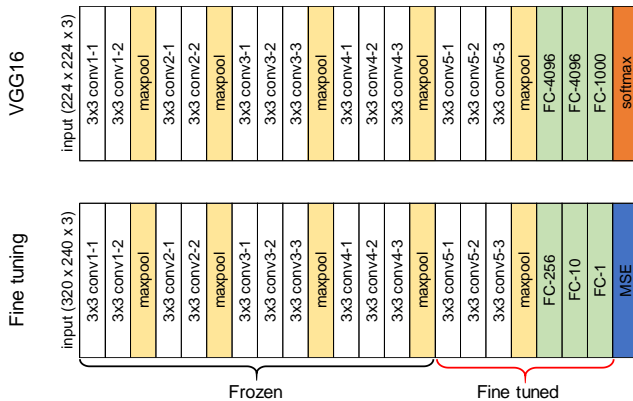 VGG16
input (224 x 224 x 3)
3x3 conv1-1
3x3 conv1-2
maxpool
3x3 conv2-1
3x3 conv2-2
maxpool
3x3 conv3-1
3x3 conv3-2
3x3 conv3-3
maxpool
3x3 conv4-1
3x3 conv4-2
3x3 conv4-3
maxpool
3x3 conv5-1
3x3 conv5-2
3x3 conv5-3
maxpool
FC-4096
FC-4096
FC-1000
softmax
Fine tuning
input (320 x 240 x 3)
3x3 conv1-1
3x3 conv1-2
maxpool
3x3 conv2-1
3x3 conv2-2
maxpool
3x3 conv3-1
3x3 conv3-2
3x3 conv3-3
maxpool
3x3 conv4-1
3x3 conv4-2
3x3 conv4-3
maxpool
3x3 conv5-1
3x3 conv5-2
3x3 conv5-3
maxpool
FC-256
FC-10
FC-1
MSE
Frozen
Fine tuned